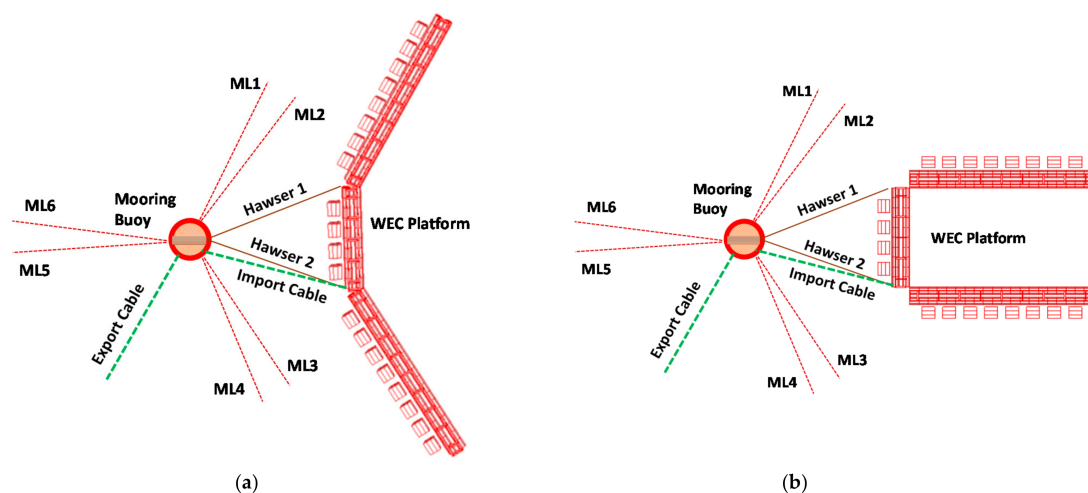 ML1
ML2
Hawser 1
Mooring
Buoy
ML6
ML5
WEC Platform
Hawser 2
Import Cable
Export Cable
ML3
ML4
(a)
ML1
ML2
Hawser 1
Mooring
Buoy
ML6
ML5
WEC Platform
Hawser 2
Import Cable
Export Cable
ML3
ML4
(b)